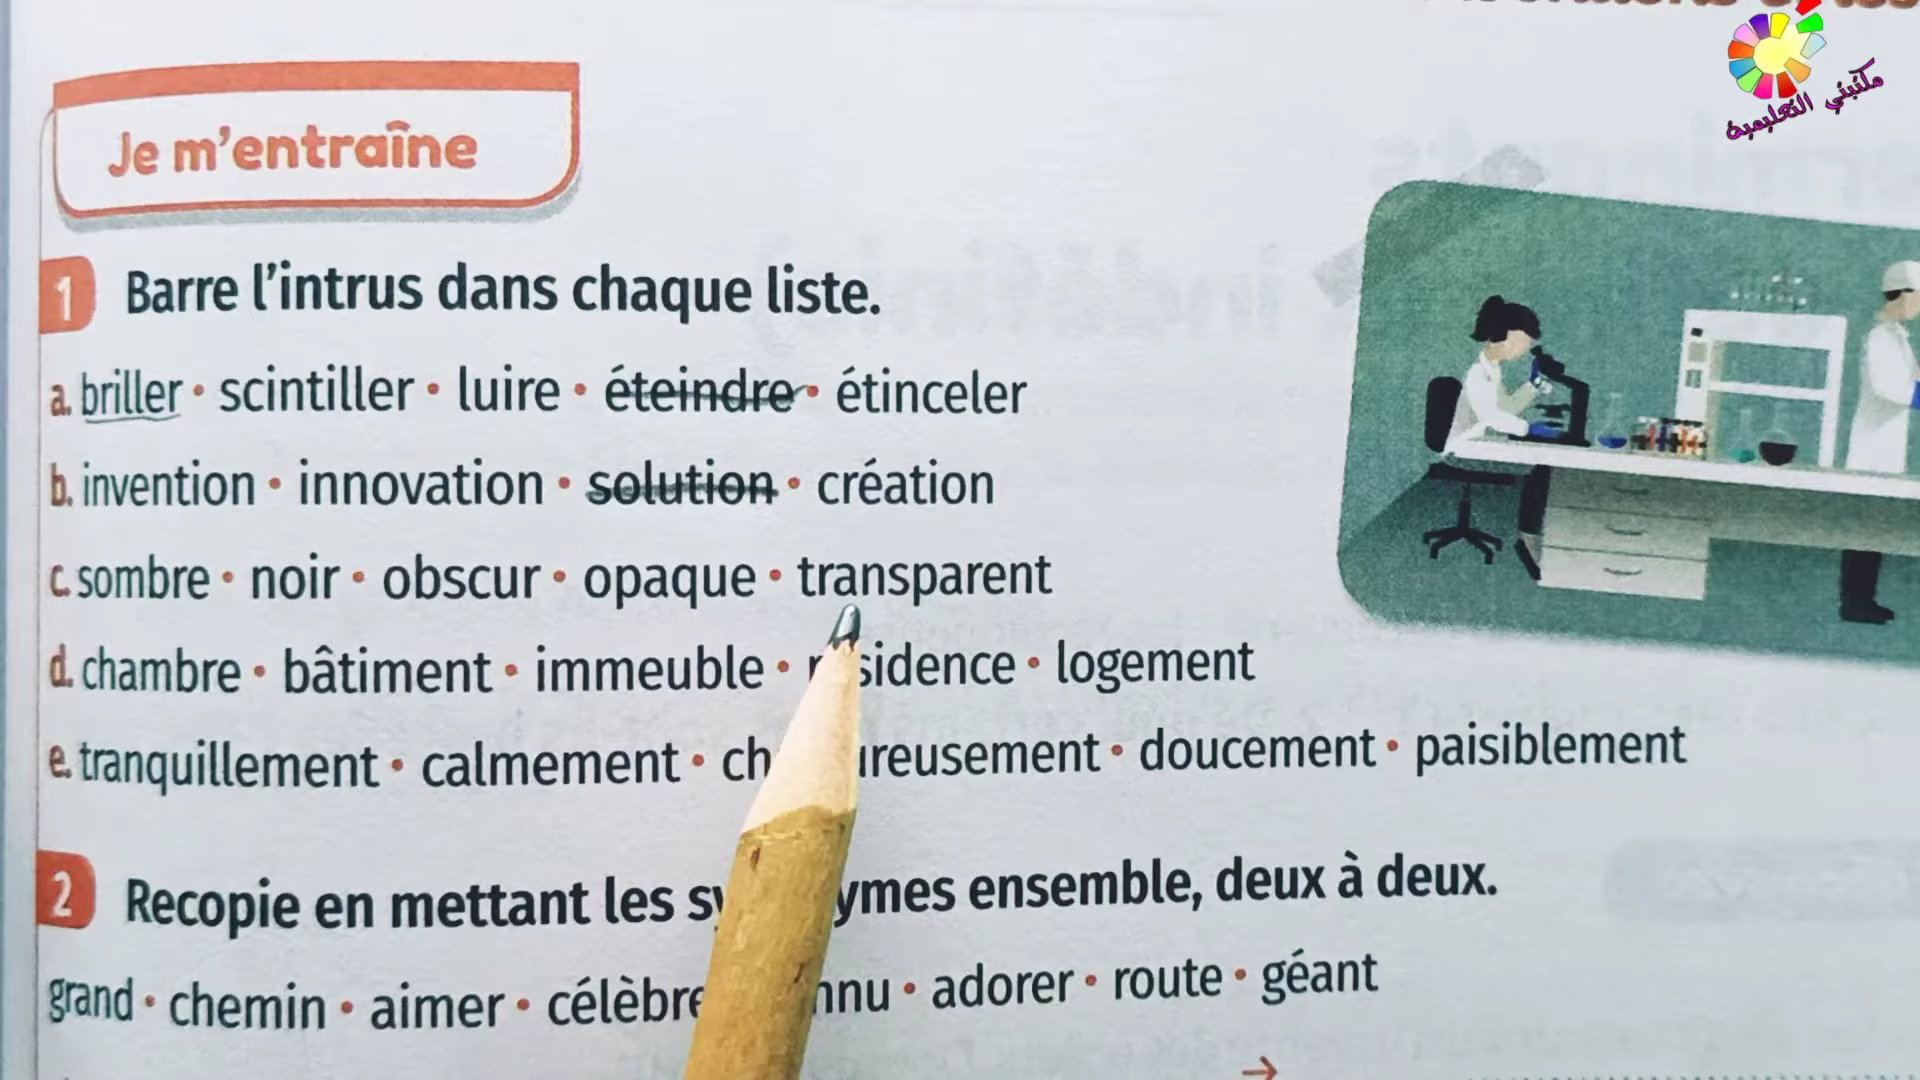 مكتبتي التعليمية
Je m'entraîne
1 Barre l'intrus dans chaque liste.
a. briller • scintiller • luire • éteindre • étinceler
b. invention • innovation • solution • création
c. sombre • noir • obscur • opaque • transparent
d. chambre • bâtiment • immeuble • sidence • logement
e. tranquillement • calmement • ch ureusement • doucement • paisiblement
2 Recopie en mettant les sy ymes ensemble, deux à deux.
grand • chemin • aimer • célèbre nnu • adorer • route • géant